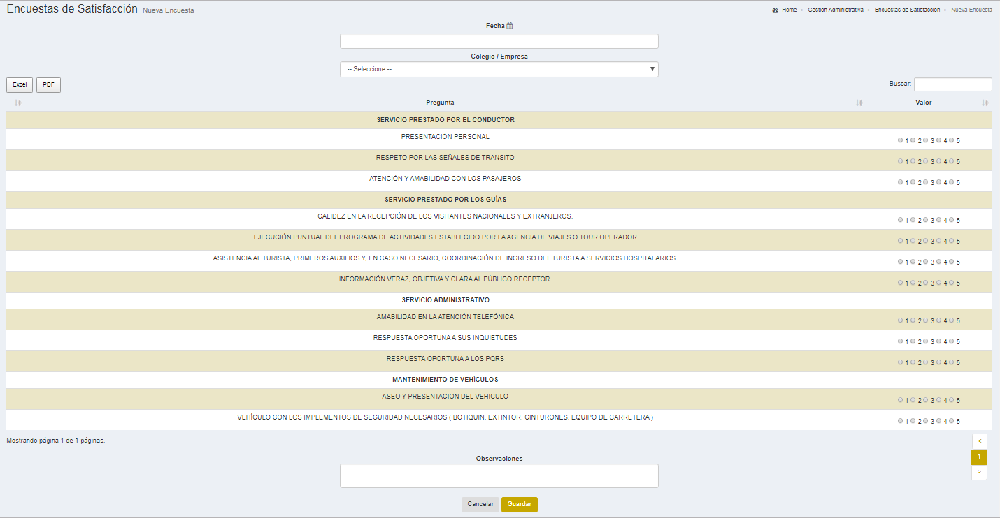 Encuestas de Satisfacción Nueva Encuesta
Home > Gestión Administrativa > Encuestas de Satisfacción > Nueva Encuesta
Fecha
Colegio / Empresa
-- Seleccione --
Excel PDF
Buscar:
Pregunta Valor
SERVICIO PRESTADO POR EL CONDUCTOR
PRESENTACIÓN PERSONAL 1 2 3 4 5
RESPETO POR LAS SEÑALES DE TRANSITO 1 2 3 4 5
ATENCIÓN Y AMABILIDAD CON LOS PASAJEROS 1 2 3 4 5
SERVICIO PRESTADO POR LOS GUÍAS
CALIDEZ EN LA RECEPCIÓN DE LOS VISITANTES NACIONALES Y EXTRANJEROS. 1 2 3 4 5
EJECUCIÓN PUNTUAL DEL PROGRAMA DE ACTIVIDADES ESTABLECIDO POR LA AGENCIA DE VIAJES O TOUR OPERADOR 1 2 3 4 5
ASISTENCIA AL TURISTA, PRIMEROS AUXILIOS Y, EN CASO NECESARIO, COORDINACIÓN DE INGRESO DEL TURISTA A SERVICIOS HOSPITALARIOS. 1 2 3 4 5
INFORMACIÓN VERAZ, OBJETIVA Y CLARA AL PÚBLICO RECEPTOR. 1 2 3 4 5
SERVICIO ADMINISTRATIVO
AMABILIDAD EN LA ATENCIÓN TELEFÓNICA 1 2 3 4 5
RESPUESTA OPORTUNA A SUS INQUIETUDES 1 2 3 4 5
RESPUESTA OPORTUNA A LOS PQRS 1 2 3 4 5
MANTENIMIENTO DE VEHÍCULOS
ASEO Y PRESENTACION DEL VEHICULO 1 2 3 4 5
VEHÍCULO CON LOS IMPLEMENTOS DE SEGURIDAD NECESARIOS ( BOTIQUIN, EXTINTOR, CINTURONES, EQUIPO DE CARRETERA ) 1 2 3 4 5
Mostrando página 1 de 1 páginas.
<
1
>
Observaciones
Cancelar Guardar